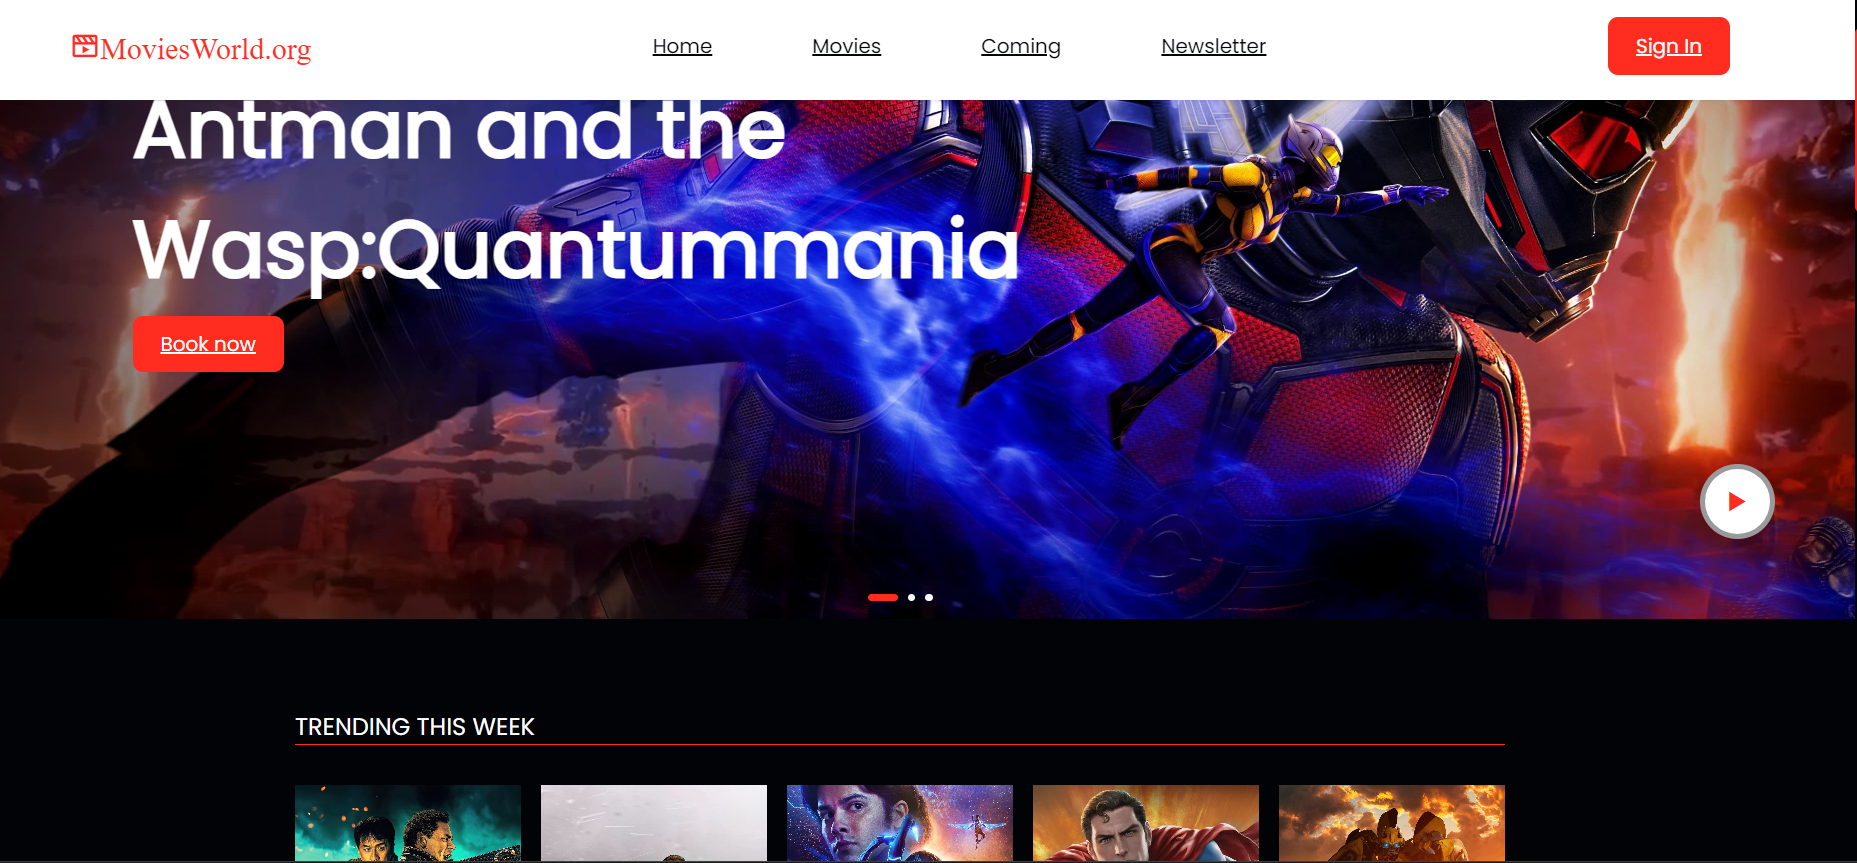 MoviesWorld.org
Home
Movies
Coming
Newsletter
Sign In
Antman and the
Wasp:Quantummania
Book now
TRENDING THIS WEEK